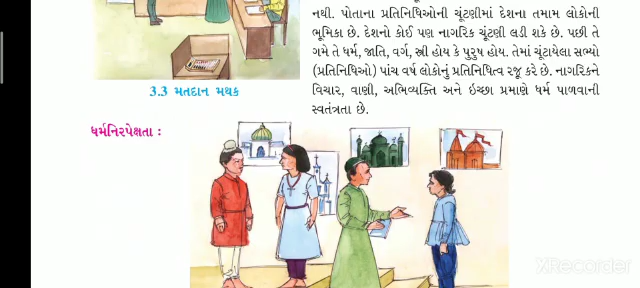 નથી. પોતાના પ્રતિનિધિઓની ચૂંટણીમાં દેશના તમામ લોકોની
ભૂમિકા છે. દેશનો કોઈ પણ નાગરિક ચૂંટણી લડી શકે છે. પછી તે
ગમે તે ધર્મ, જાતિ, વર્ગ, સ્ત્રી હોય કે પુરુષ હોય. તેમાં ચૂંટાયેલા સભ્યો
(પ્રતિનિધિઓ) પાંચ વર્ષ લોકોનું પ્રતિનિધિત્વ રજૂ કરે છે. નાગરિકને
વિચાર, વાણી, અભિવ્યક્તિ અને ઇચ્છા પ્રમાણે ધર્મ પાળવાની
સ્વતંત્રતા છે.
3.3 મતદાન મથક
ધર્મનિરપેક્ષતા :
XRecorder